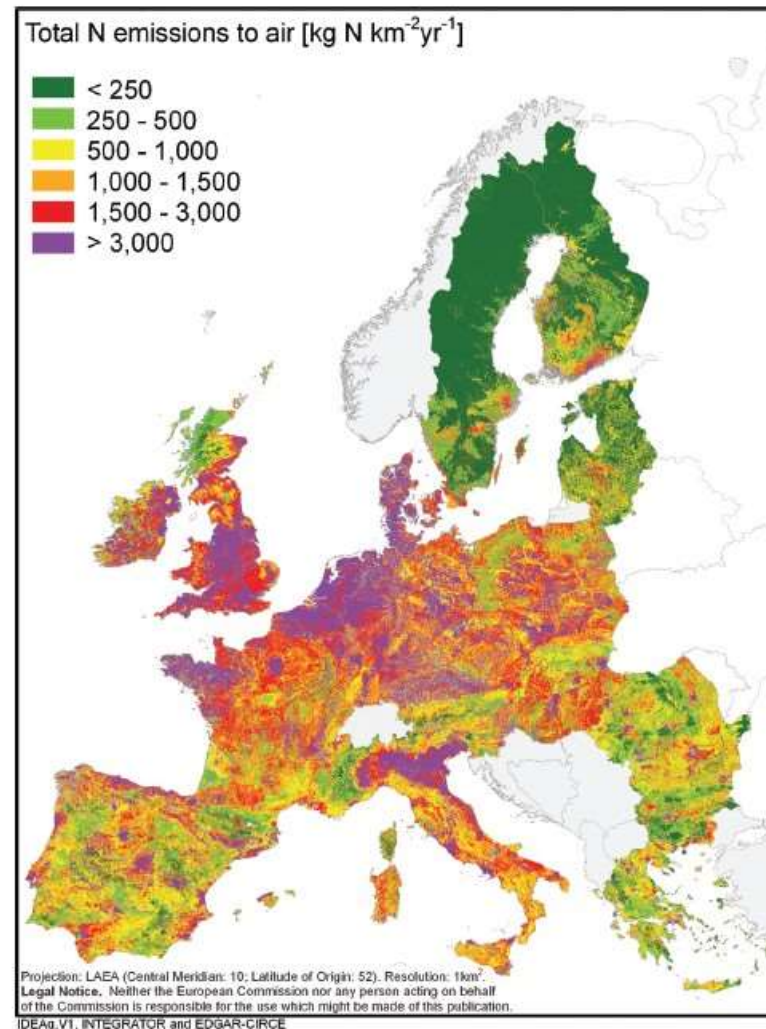 Total N emissions to air [kg N km⁻²yr⁻¹]
< 250
250 - 500
500 - 1,000
1,000 - 1,500
1,500 - 3,000
> 3,000
Projection: LAEA (Central Meridian: 10; Latitude of Origin: 52). Resolution: 1km².
Legal Notice. Neither the European Commission nor any person acting on behalf
of the Commission is responsible for the use which might be made of this publication.
IDEAg.V1, INTEGRATOR and EDGAR-CIRCE